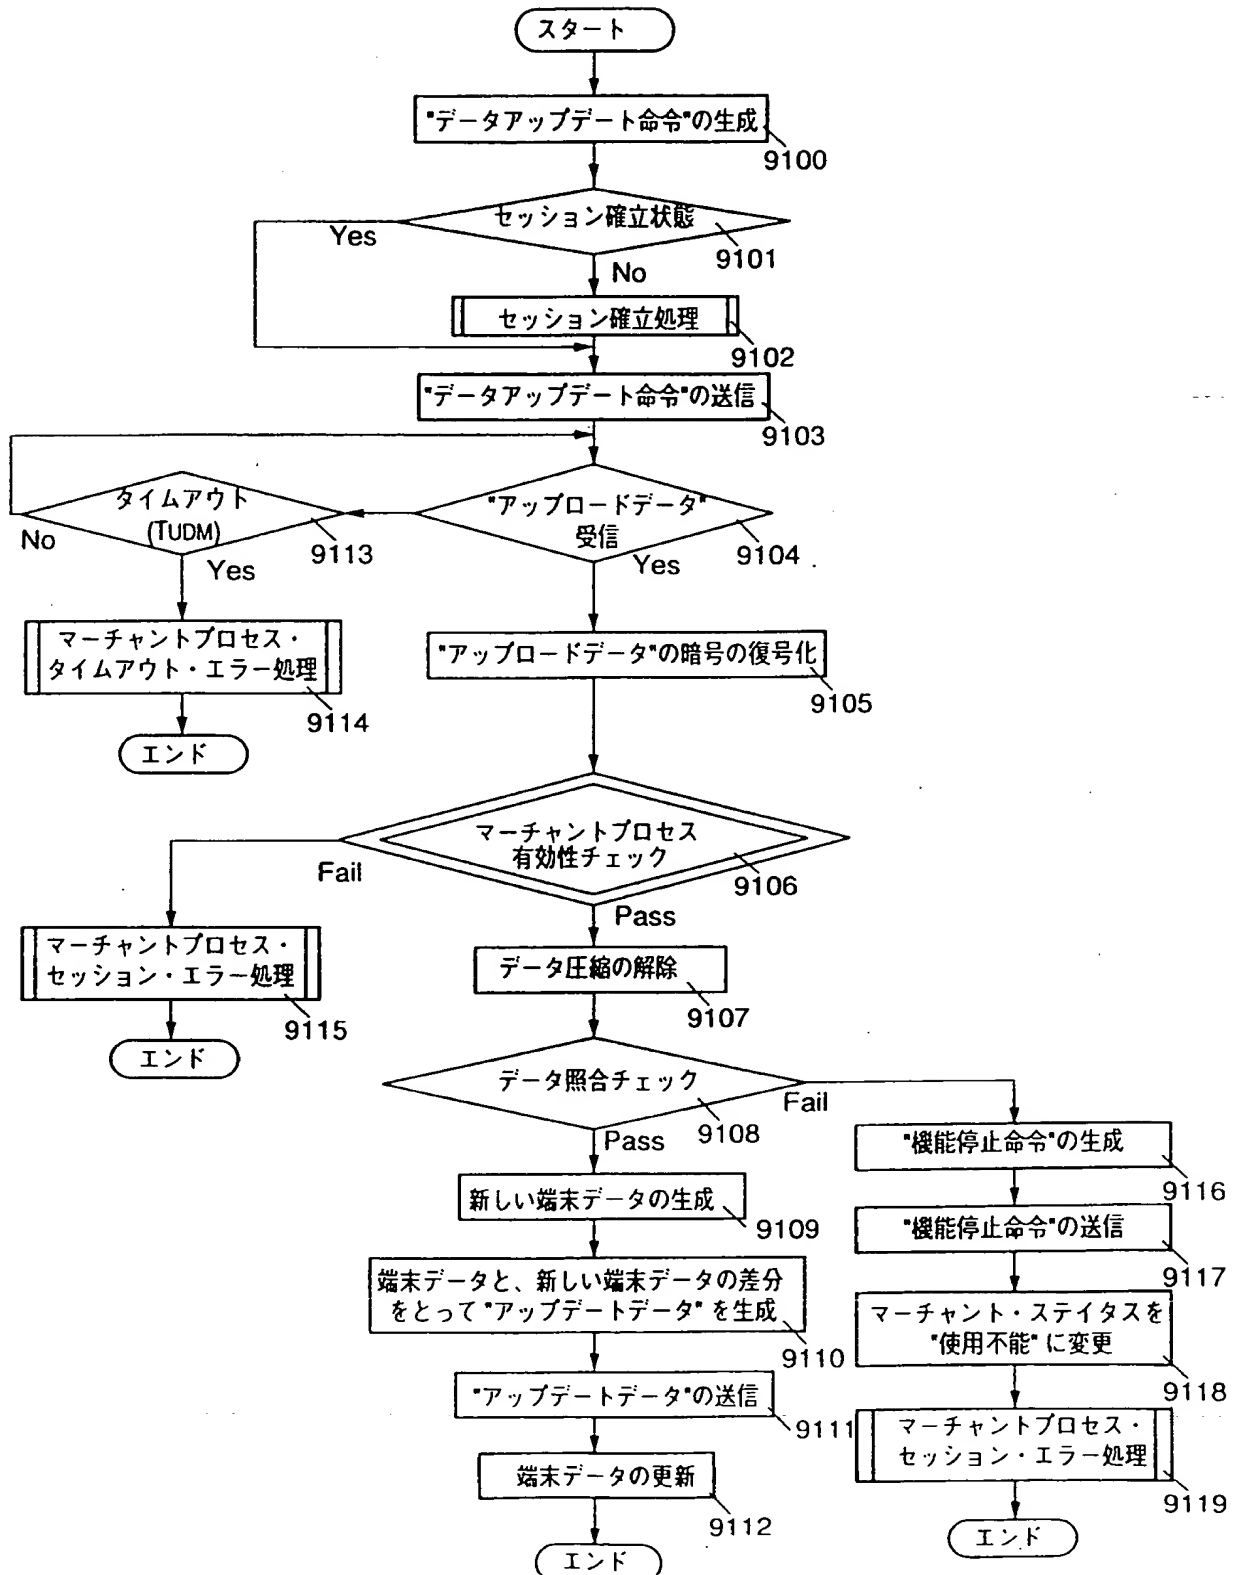 スタート
"データアップデート命令"の生成
9100
セッション確立状態
9101
Yes
No
セッション確立処理
9102
"データアップデート命令"の送信
9103
"アップロードデータ"
受信
9104
Yes
タイムアウト
(TUDM)
9113
No
Yes
マーチャントプロセス・
タイムアウト・エラー処理
9114
エンド
"アップロードデータ"の暗号の復号化
9105
マーチャントプロセス
有効性チェック
9106
Fail
Pass
マーチャントプロセス・
セッション・エラー処理
9115
エンド
データ圧縮の解除
9107
データ照合チェック
9108
Fail
Pass
新しい端末データの生成
9109
端末データと、新しい端末データの差分
をとって"アップデートデータ"を生成
9110
"アップデートデータ"の送信
9111
端末データの更新
9112
エンド
"機能停止命令"の生成
9116
"機能停止命令"の送信
9117
マーチャント・ステイタスを
"使用不能"に変更
9118
マーチャントプロセス・
セッション・エラー処理
9119
エンド